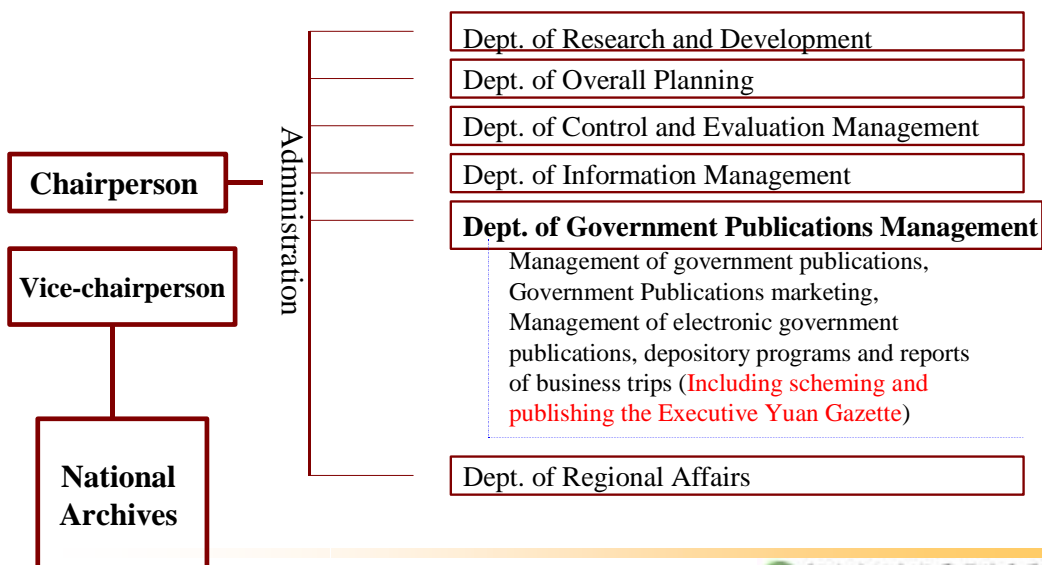 Dept. of Research and Development
Dept. of Overall Planning
Dept. of Control and Evaluation Management
Dept. of Information Management
Dept. of Government Publications Management
Management of government publications,
Government Publications marketing,
Management of electronic government
publications, depository programs and reports
of business trips (Including scheming and
publishing the Executive Yuan Gazette)
Dept. of Regional Affairs
Administration
Chairperson
Vice-chairperson
National
Archives